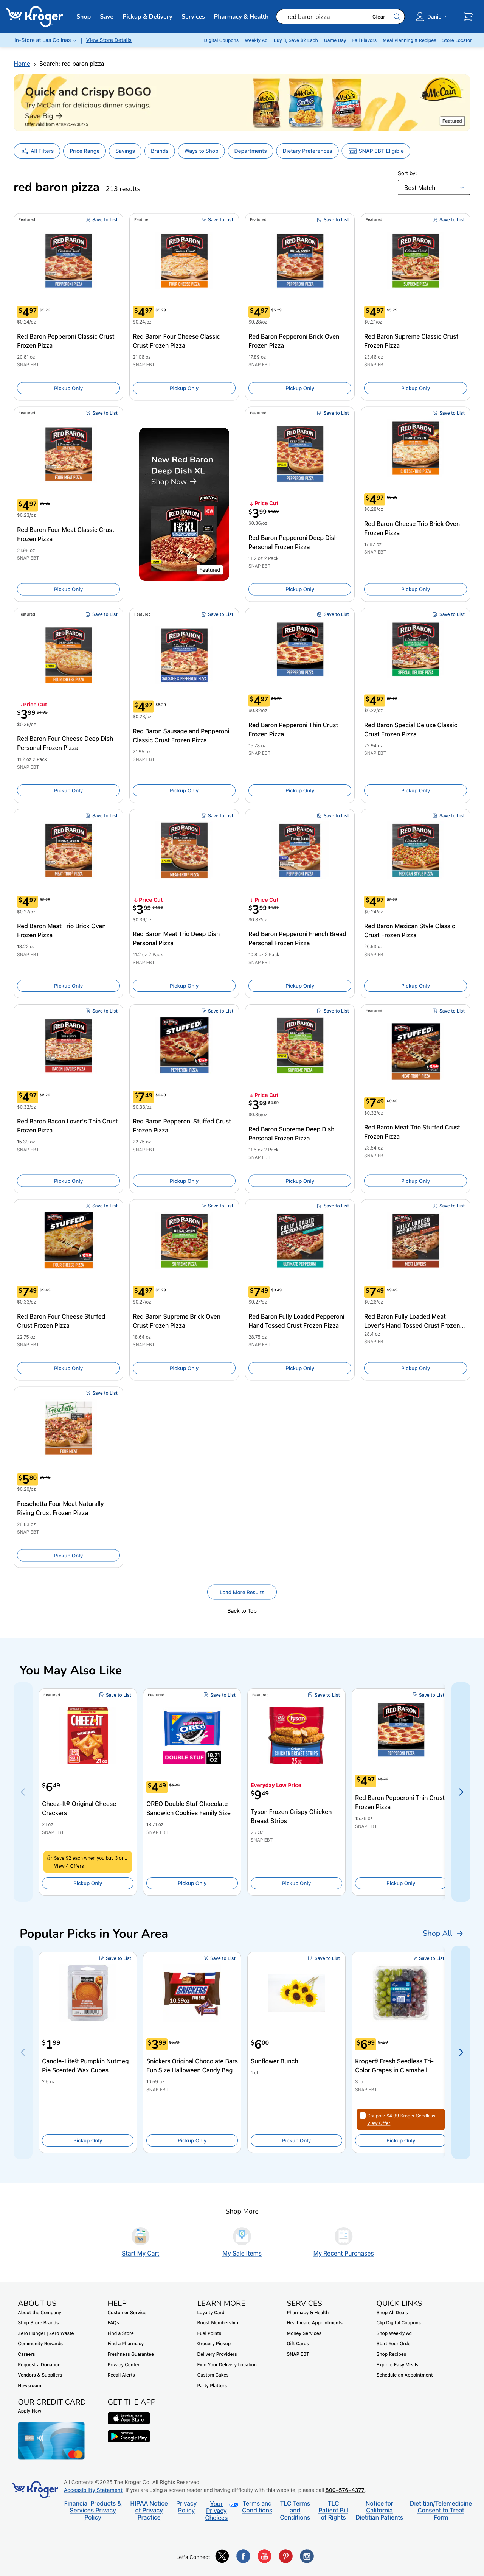 Kroger
Shop
Save
Pickup & Delivery
Services
Pharmacy & Health
red baron pizza
Clear
Daniel
In-Store at Las Colinas
View Store Details
Digital Coupons
Weekly Ad
Buy 3, Save $2 Each
Game Day
Fall Flavors
Meal Planning & Recipes
Store Locator
Home
Search: red baron pizza
Quick and Crispy BOGO
Try McCain for delicious dinner sides.
Save Big →
Offer valid from 9/10/25-9/30/25
Featured
All Filters
Price Range
Savings
Brands
Ways to Shop
Departments
Dietary Preferences
SNAP EBT Eligible
red baron pizza 213 results
Sort by:
Best Match
Featured
Save to List
$4.97 $5.29
$0.24/oz
Red Baron Pepperoni Classic Crust
Frozen Pizza
20.61 oz
SNAP EBT
Pickup Only
Featured
Save to List
$4.97 $5.29
$0.24/oz
Red Baron Four Cheese Classic
Crust Frozen Pizza
21.06 oz
SNAP EBT
Pickup Only
Featured
Save to List
$4.97 $5.29
$0.28/oz
Red Baron Pepperoni Brick Oven
Frozen Pizza
17.89 oz
SNAP EBT
Pickup Only
Featured
Save to List
$4.97 $5.29
$0.21/oz
Red Baron Supreme Classic Crust
Frozen Pizza
23.46 oz
SNAP EBT
Pickup Only
Featured
Save to List
$4.97 $5.29
$0.23/oz
Red Baron Four Meat Classic Crust
Frozen Pizza
21.95 oz
SNAP EBT
Pickup Only
New Red Baron
Deep Dish XL
Shop Now →
Featured
Featured
Save to List
Price Cut
$3.99 $4.99
$0.36/oz
Red Baron Pepperoni Deep Dish
Personal Frozen Pizza
11.2 oz 2 Pack
SNAP EBT
Pickup Only
Save to List
$4.97 $5.29
$0.28/oz
Red Baron Cheese Trio Brick Oven
Frozen Pizza
17.82 oz
SNAP EBT
Pickup Only
Featured
Save to List
Price Cut
$3.99 $4.99
$0.36/oz
Red Baron Four Cheese Deep Dish
Personal Frozen Pizza
11.2 oz 2 Pack
SNAP EBT
Pickup Only
Featured
Save to List
$4.97 $5.29
$0.23/oz
Red Baron Sausage and Pepperoni
Classic Crust Frozen Pizza
21.95 oz
SNAP EBT
Pickup Only
Save to List
$4.97 $5.29
$0.32/oz
Red Baron Pepperoni Thin Crust
Frozen Pizza
15.78 oz
SNAP EBT
Pickup Only
Save to List
$4.97 $5.29
$0.22/oz
Red Baron Special Deluxe Classic
Crust Frozen Pizza
22.94 oz
SNAP EBT
Pickup Only
Save to List
$4.97 $5.29
$0.27/oz
Red Baron Meat Trio Brick Oven
Frozen Pizza
18.22 oz
SNAP EBT
Pickup Only
Save to List
Price Cut
$3.99 $4.99
$0.36/oz
Red Baron Meat Trio Deep Dish
Personal Pizza
11.2 oz 2 Pack
SNAP EBT
Pickup Only
Save to List
Price Cut
$3.99 $4.99
$0.37/oz
Red Baron Pepperoni French Bread
Personal Frozen Pizza
10.8 oz 2 Pack
SNAP EBT
Pickup Only
Save to List
$4.97 $5.29
$0.24/oz
Red Baron Mexican Style Classic
Crust Frozen Pizza
20.53 oz
SNAP EBT
Pickup Only
Save to List
$4.97 $5.29
$0.32/oz
Red Baron Bacon Lover's Thin Crust
Frozen Pizza
15.39 oz
SNAP EBT
Pickup Only
Save to List
$7.49 $9.49
$0.33/oz
Red Baron Pepperoni Stuffed Crust
Frozen Pizza
22.75 oz
SNAP EBT
Pickup Only
Save to List
Price Cut
$3.99 $4.99
$0.35/oz
Red Baron Supreme Deep Dish
Personal Frozen Pizza
11.5 oz 2 Pack
SNAP EBT
Pickup Only
Featured
Save to List
$7.49 $9.49
$0.32/oz
Red Baron Meat Trio Stuffed Crust
Frozen Pizza
23.54 oz
SNAP EBT
Pickup Only
Save to List
$7.49 $9.49
$0.33/oz
Red Baron Four Cheese Stuffed
Crust Frozen Pizza
22.75 oz
SNAP EBT
Pickup Only
Save to List
$4.97 $5.29
$0.27/oz
Red Baron Supreme Brick Oven
Crust Frozen Pizza
18.64 oz
SNAP EBT
Pickup Only
Save to List
$7.49 $9.49
$0.27/oz
Red Baron Fully Loaded Pepperoni
Hand Tossed Crust Frozen Pizza
28.75 oz
SNAP EBT
Pickup Only
Save to List
$7.49 $9.49
$0.26/oz
Red Baron Fully Loaded Meat
Lover's Hand Tossed Crust Frozen...
28.4 oz
SNAP EBT
Pickup Only
Save to List
$5.80 $6.49
$0.20/oz
Freschetta Four Meat Naturally
Rising Crust Frozen Pizza
28.82 oz
SNAP EBT
Pickup Only
Load More Results
Back to Top
You May Also Like
Featured
Save to List
$6.49
Cheez-It® Original Cheese
Crackers
21 oz
SNAP EBT
Save $2 each when you buy 3 or...
View 4 Offers
Pickup Only
Featured
Save to List
$4.49 $5.29
OREO Double Stuf Chocolate
Sandwich Cookies Family Size
18.71 oz
SNAP EBT
Pickup Only
Featured
Save to List
Everyday Low Price
$9.49
Tyson Frozen Crispy Chicken
Breast Strips
25 OZ
SNAP EBT
Pickup Only
Save to List
$4.97 $5.29
Red Baron Pepperoni Thin Crust
Frozen Pizza
15.78 oz
SNAP EBT
Pickup Only
Popular Picks in Your Area
Shop All →
Save to List
$1.99
Candle-Lite® Pumpkin Nutmeg
Pie Scented Wax Cubes
2.5 oz
Pickup Only
Save to List
$3.99 $5.79
Snickers Original Chocolate Bars
Fun Size Halloween Candy Bag
10.59 oz
SNAP EBT
Pickup Only
Save to List
$6.00
Sunflower Bunch
1 ct
Pickup Only
Save to List
$6.99 $7.29
Kroger® Fresh Seedless Tri-
Color Grapes in Clamshell
3 lb
SNAP EBT
Coupon: $4.99 Kroger Seedless...
View Offer
Pickup Only
Shop More
Start My Cart
My Sale Items
My Recent Purchases
ABOUT US
About the Company
Shop Store Brands
Zero Hunger | Zero Waste
Community Rewards
Careers
Request a Donation
Vendors & Suppliers
Newsroom
HELP
Customer Service
FAQs
Find a Store
Find a Pharmacy
Freshness Guarantee
Privacy Center
Recall Alerts
LEARN MORE
Loyalty Card
Boost Membership
Fuel Points
Grocery Pickup
Delivery Providers
Find Your Delivery Location
Custom Cakes
Party Platters
SERVICES
Pharmacy & Health
Healthcare Appointments
Money Services
Gift Cards
SNAP EBT
QUICK LINKS
Shop All Deals
Clip Digital Coupons
Shop Weekly Ad
Start Your Order
Shop Recipes
Explore Easy Meals
Schedule an Appointment
OUR CREDIT CARD
Apply Now
GET THE APP
App Store
Google Play
Kroger
All Contents ©2025 The Kroger Co. All Rights Reserved
Accessibility Statement If you are using a screen reader and having difficulty with this website, please call 800-576-4377.
Financial Products &
Services Privacy
Policy
HIPAA Notice
of Privacy
Practice
Privacy
Policy
Your
Privacy
Choices
Terms and
Conditions
TLC Terms
and
Conditions
TLC
Patient Bill
of Rights
Notice for
California
Dietitian Patients
Dietitian/Telemedicine
Consent to Treat
Form
Let's Connect